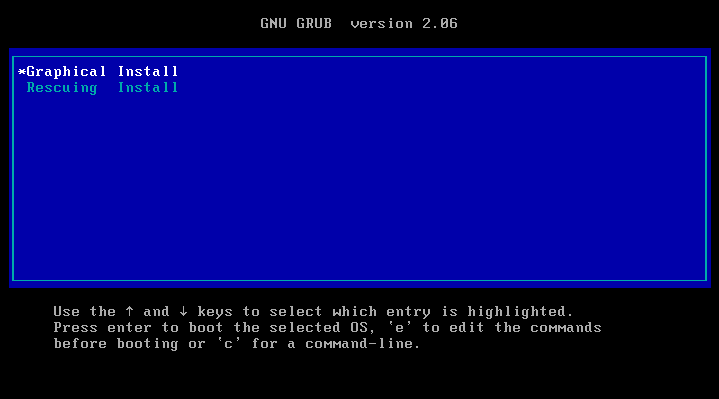 GNU GRUB  version 2.06
*Graphical Install
Rescuing  Install
Use the ↑ and ↓ keys to select which entry is highlighted.
Press enter to boot the selected OS, `e' to edit the commands
before booting or `c' for a command-line.